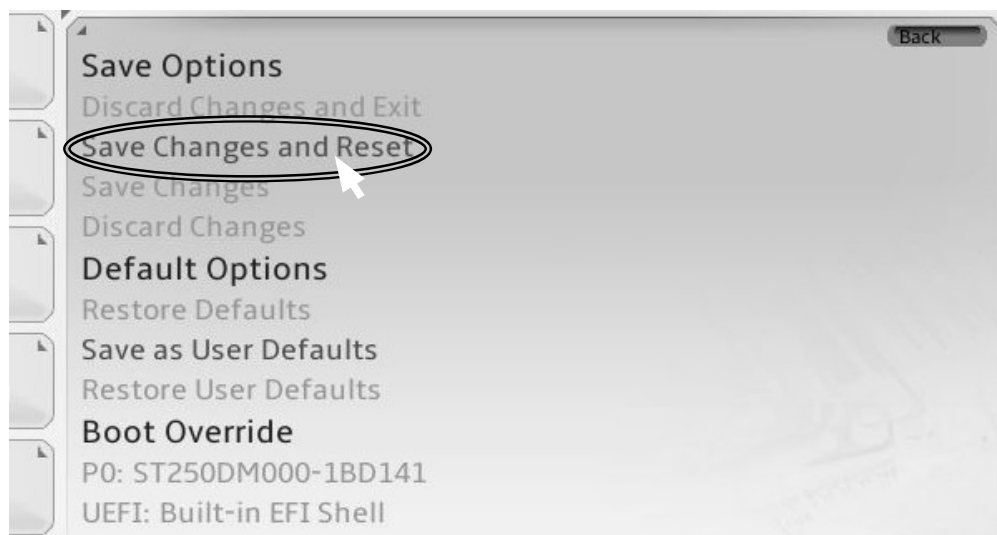 Back
Save Options
Discard Changes and Exit
Save Changes and Reset
Save Changes
Discard Changes
Default Options
Restore Defaults
Save as User Defaults
Restore User Defaults
Boot Override
P0: ST250DM000-1BD141
UEFI: Built-in EFI Shell